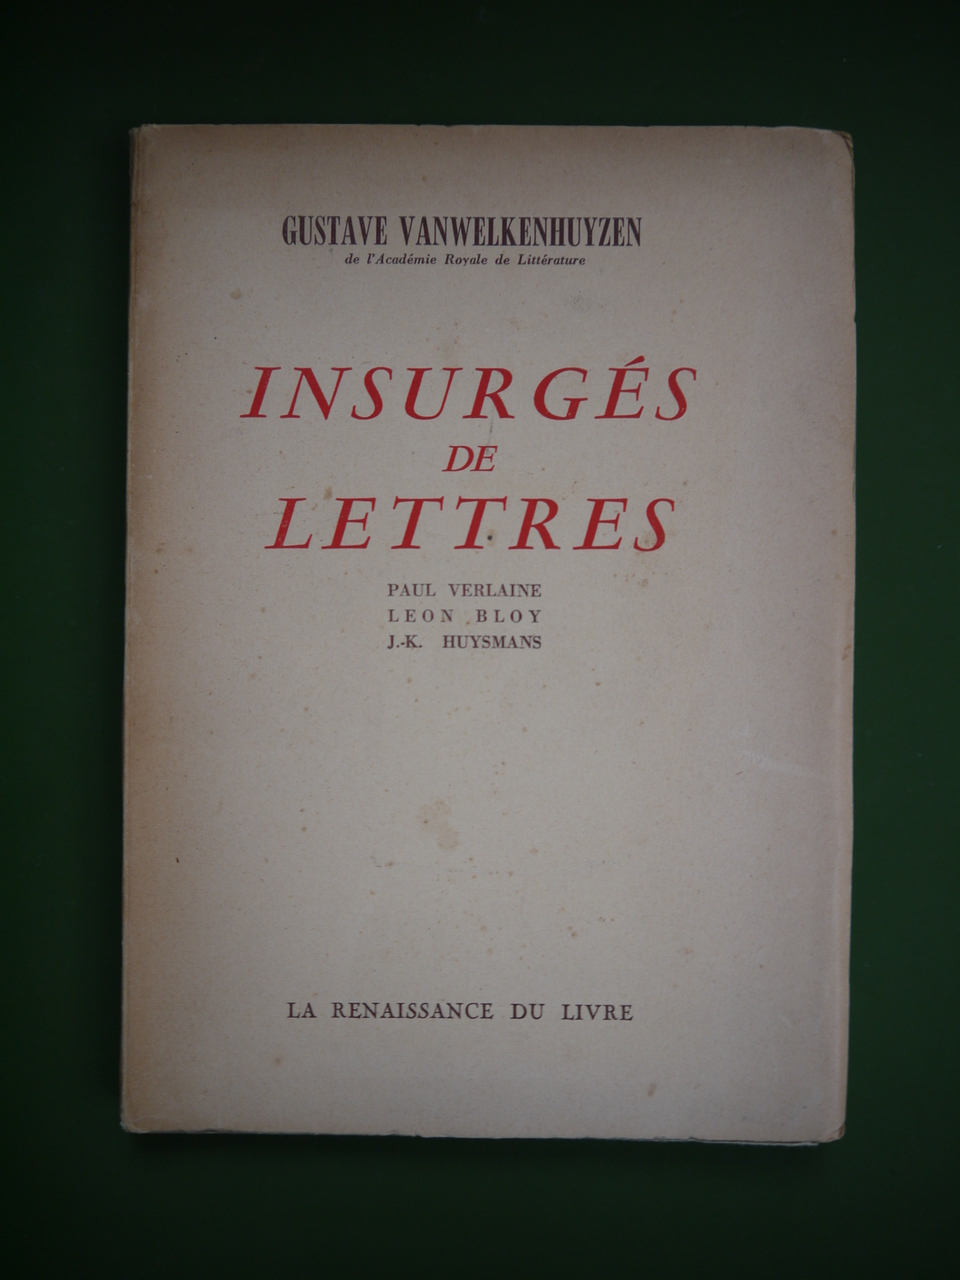 GUSTAVE VANWELKENHUYZEN
de l'Académie Royale de Littérature
INSURGÉS
DE
LETTRES
PAUL VERLAINE
LEON BLOY
J.-K. HUYSMANS
LA RENAISSANCE DU LIVRE